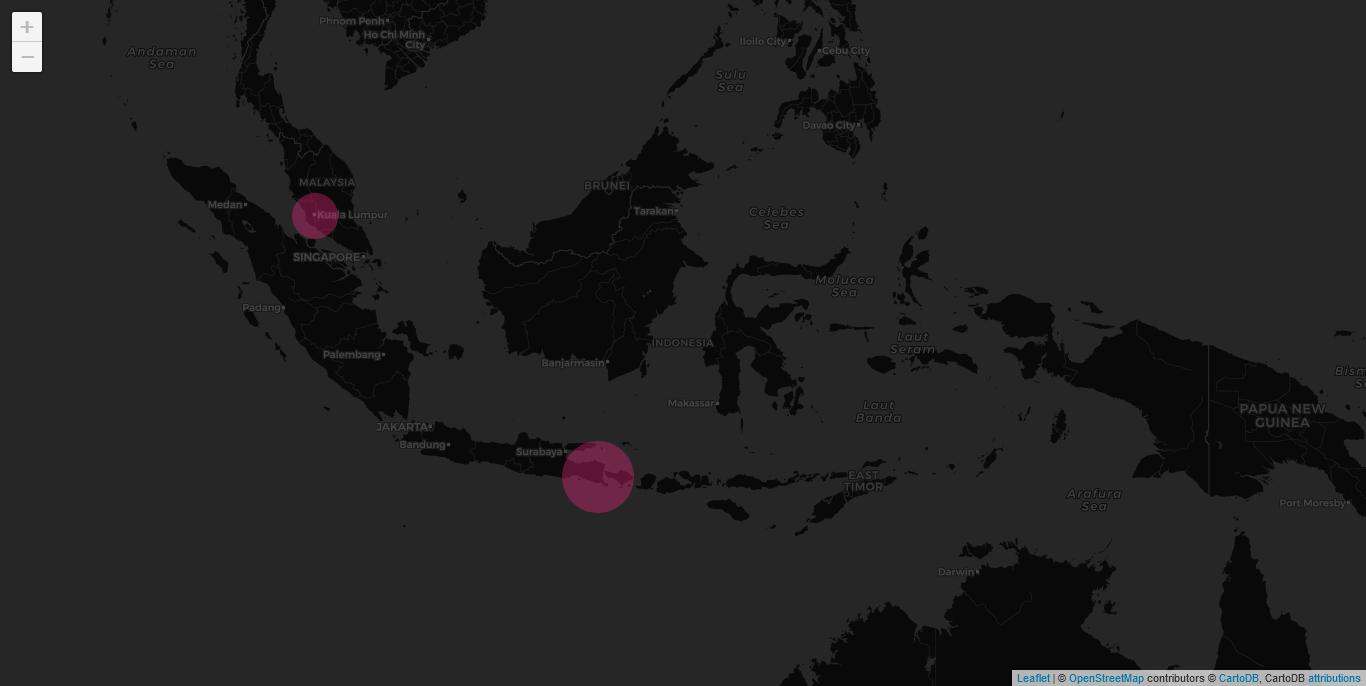 +
−
Phnom Penh
Ho Chi Minh
City
Andaman
Sea
Iloilo City
Cebu City
Sulu
Sea
Davao City
MALAYSIA
Medan
Kuala Lumpur
BRUNEI
Tarakan
Celebes
Sea
SINGAPORE
Molucca
Sea
Padang
Palembang
INDONESIA
Banjarmasin
Laut
Seram
Bism
S
Makassar
Laut
Banda
PAPUA NEW
GUINEA
JAKARTA
Bandung
Surabaya
EAST
TIMOR
Arafura
Sea
Port Moresby
Darwin
Leaflet | © OpenStreetMap contributors © CartoDB, CartoDB attributions